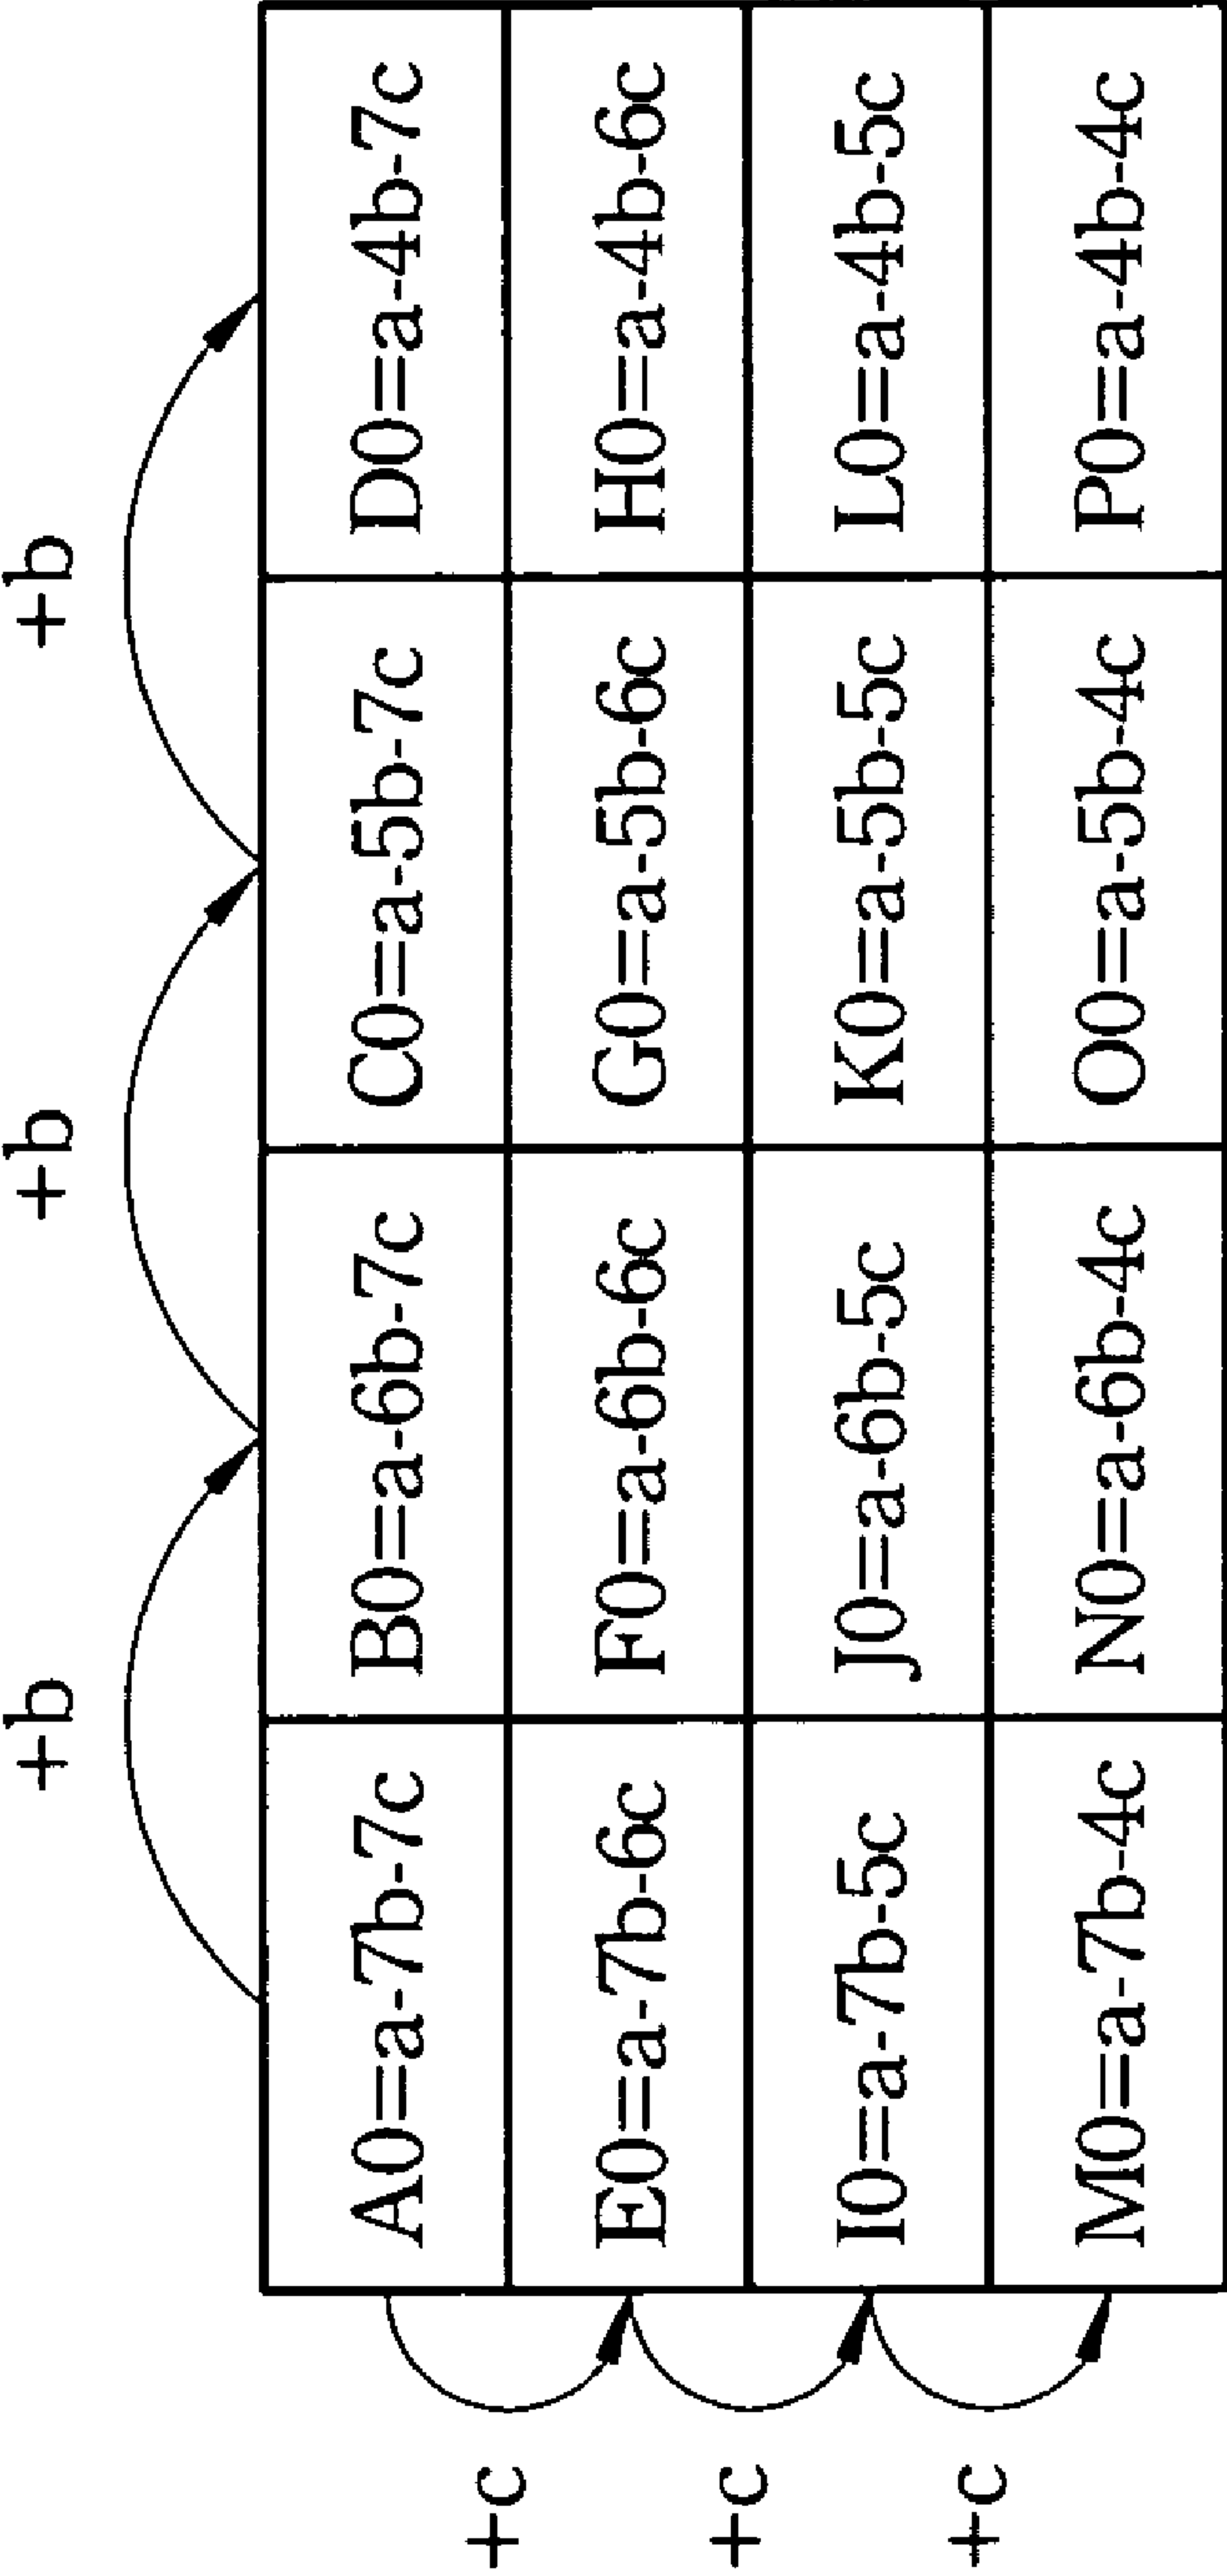 +b +b +b
A0=a-7b-7c B0=a-6b-7c C0=a-5b-7c D0=a-4b-7c
+c
E0=a-7b-6c F0=a-6b-6c G0=a-5b-6c H0=a-4b-6c
+c
I0=a-7b-5c J0=a-6b-5c K0=a-5b-5c L0=a-4b-5c
+c
M0=a-7b-4c N0=a-6b-4c O0=a-5b-4c P0=a-4b-4c